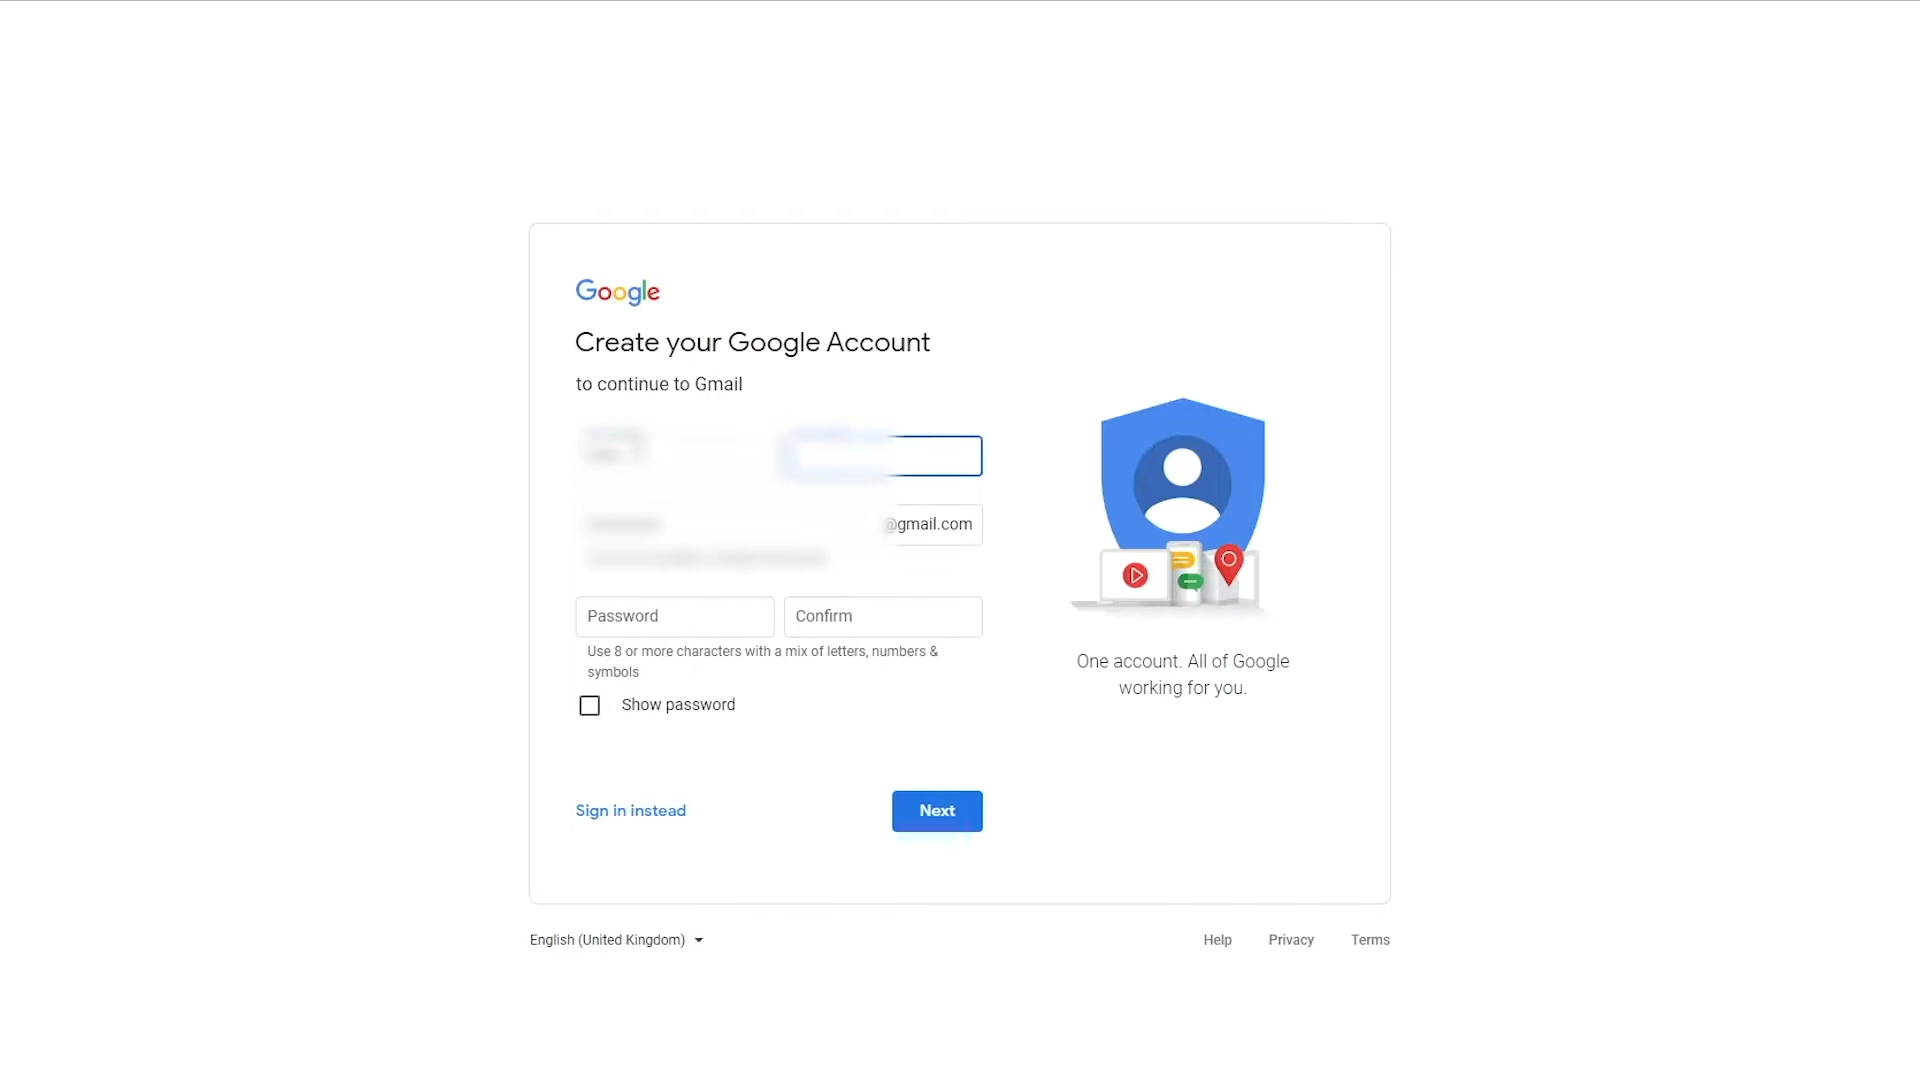 Google
Create your Google Account
to continue to Gmail
@gmail.com
Password
Confirm
Use 8 or more characters with a mix of letters, numbers &
symbols
Show password
Sign in instead
Next
One account. All of Google
working for you.
English (United Kingdom)
Help
Privacy
Terms